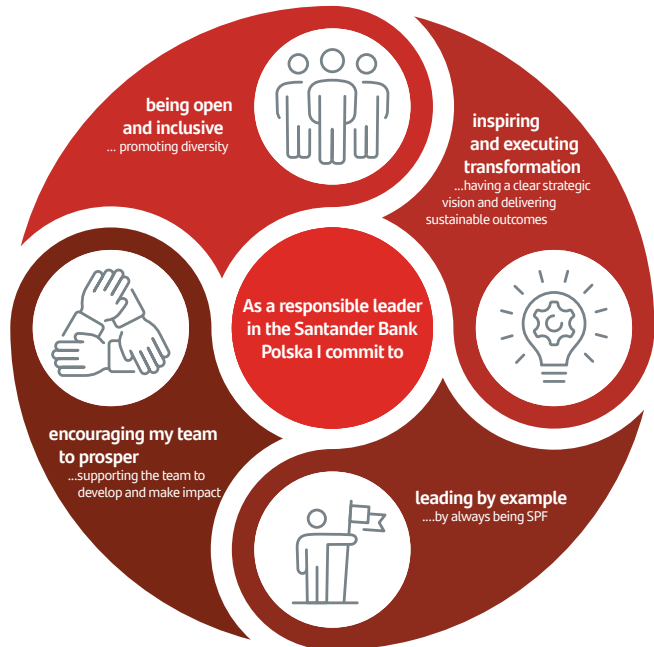 being open
and inclusive
... promoting diversity
inspiring
and executing
transformation
...having a clear strategic
vision and delivering
sustainable outcomes
As a responsible leader
in the Santander Bank
Polska I commit to
encouraging my team
to prosper
...supporting the team to
develop and make impact
leading by example
....by always being SPF